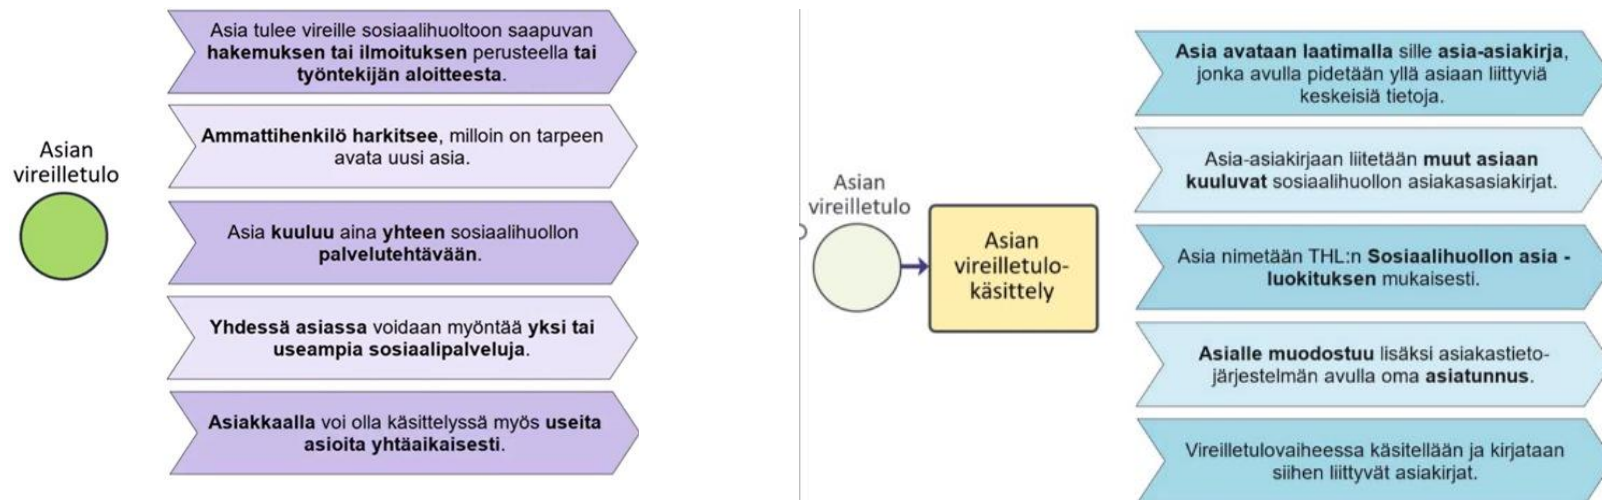 Asian
vireilletulo
Asia tulee vireille sosiaalihuoltoon saapuvan
hakemuksen tai ilmoituksen perusteella tai
työntekijän aloitteesta.
Ammattihenkilö harkitsee, milloin on tarpeen
avata uusi asia.
Asia kuuluu aina yhteen sosiaalihuollon
palvelutehtävään.
Yhdessä asiassa voidaan myöntää yksi tai
useampia sosiaalipalveluja.
Asiakkaalla voi olla käsittelyssä myös useita
asioita yhtäaikaisesti.
Asian
vireilletulo
Asian
vireilletulo-
käsittely
Asia avataan laatimalla sille asia-asiakirja,
jonka avulla pidetään yllä asiaan liittyviä
keskeisiä tietoja.
Asia-asiakirjaan liitetään muut asiaan
kuuluvat sosiaalihuollon asiakasasiakirjat.
Asia nimetään THL:n Sosiaalihuollon asia -
luokituksen mukaisesti.
Asialle muodostuu lisäksi asiakastieto-
järjestelmän avulla oma asiatunnus.
Vireilletulovaiheessa käsitellään ja kirjataan
siihen liittyvät asiakirjat.